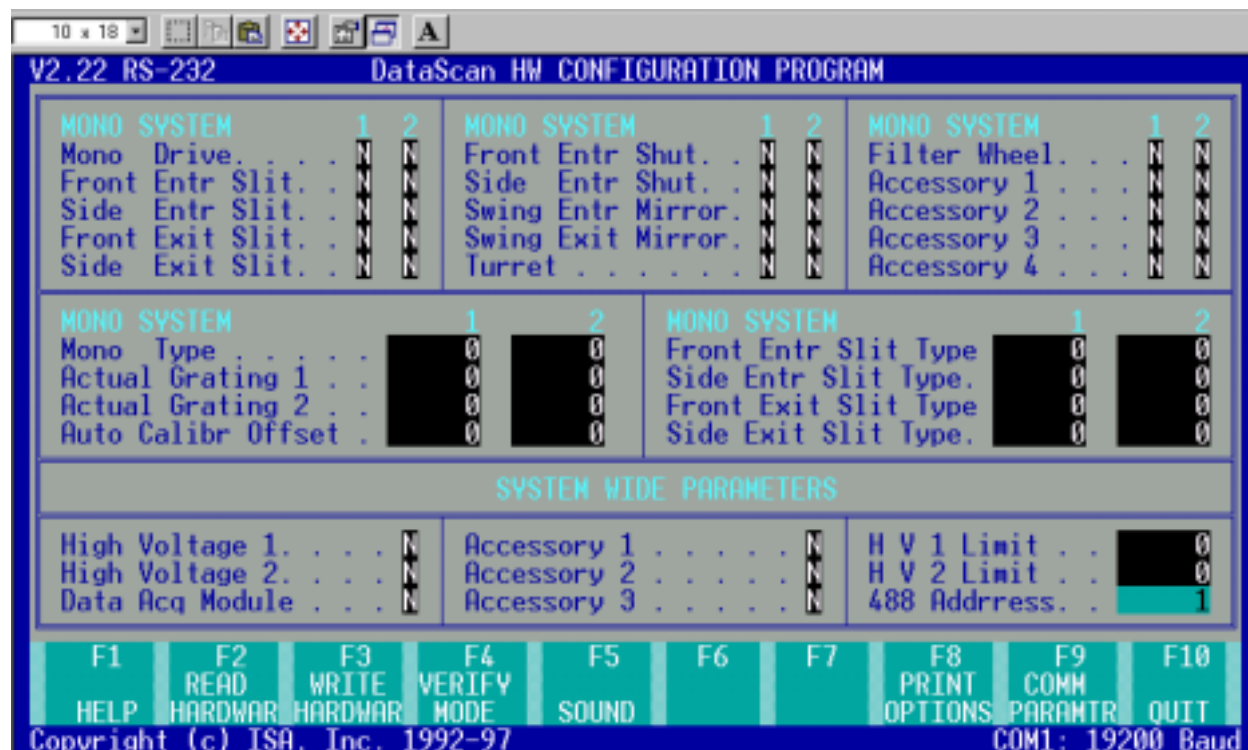 10 x 18 A
V2.22 RS-232 DataScan HW CONFIGURATION PROGRAM
MONO SYSTEM 1 2
Mono Drive. . . . N N
Front Entr Slit. . N N
Side Entr Slit. . N N
Front Exit Slit. . N N
Side Exit Slit. . N N
MONO SYSTEM 1 2
Front Entr Shut. . N N
Side Entr Shut. . N N
Swing Entr Mirror. N N
Swing Exit Mirror. N N
Turret . . . . . . N N
MONO SYSTEM 1 2
Filter Wheel. . . N N
Accessory 1 . . . N N
Accessory 2 . . . N N
Accessory 3 . . . N N
Accessory 4 . . . N N
MONO SYSTEM 1 2
Mono Type . . . . . 0 0
Actual Grating 1 . . 0 0
Actual Grating 2 . . 0 0
Auto Calibr Offset . 0 0
MONO SYSTEM 1 2
Front Entr Slit Type 0 0
Side Entr Slit Type. 0 0
Front Exit Slit Type 0 0
Side Exit Slit Type. 0 0
SYSTEM WIDE PARAMETERS
High Voltage 1. . . . N
High Voltage 2. . . . N
Data Acq Module . . . N
Accessory 1 . . . . . N
Accessory 2 . . . . . N
Accessory 3 . . . . . N
H V 1 Limit . . 0
H V 2 Limit . . 0
488 Addrress. . 1
F1 F2 F3 F4 F5 F6 F7 F8 F9 F10
READ WRITE VERIFY PRINT COMM
HELP HARDWAR HARDWAR MODE SOUND OPTIONS PARAMTR QUIT
Copyright (c) ISA, Inc. 1992-97 COM1: 19200 Baud